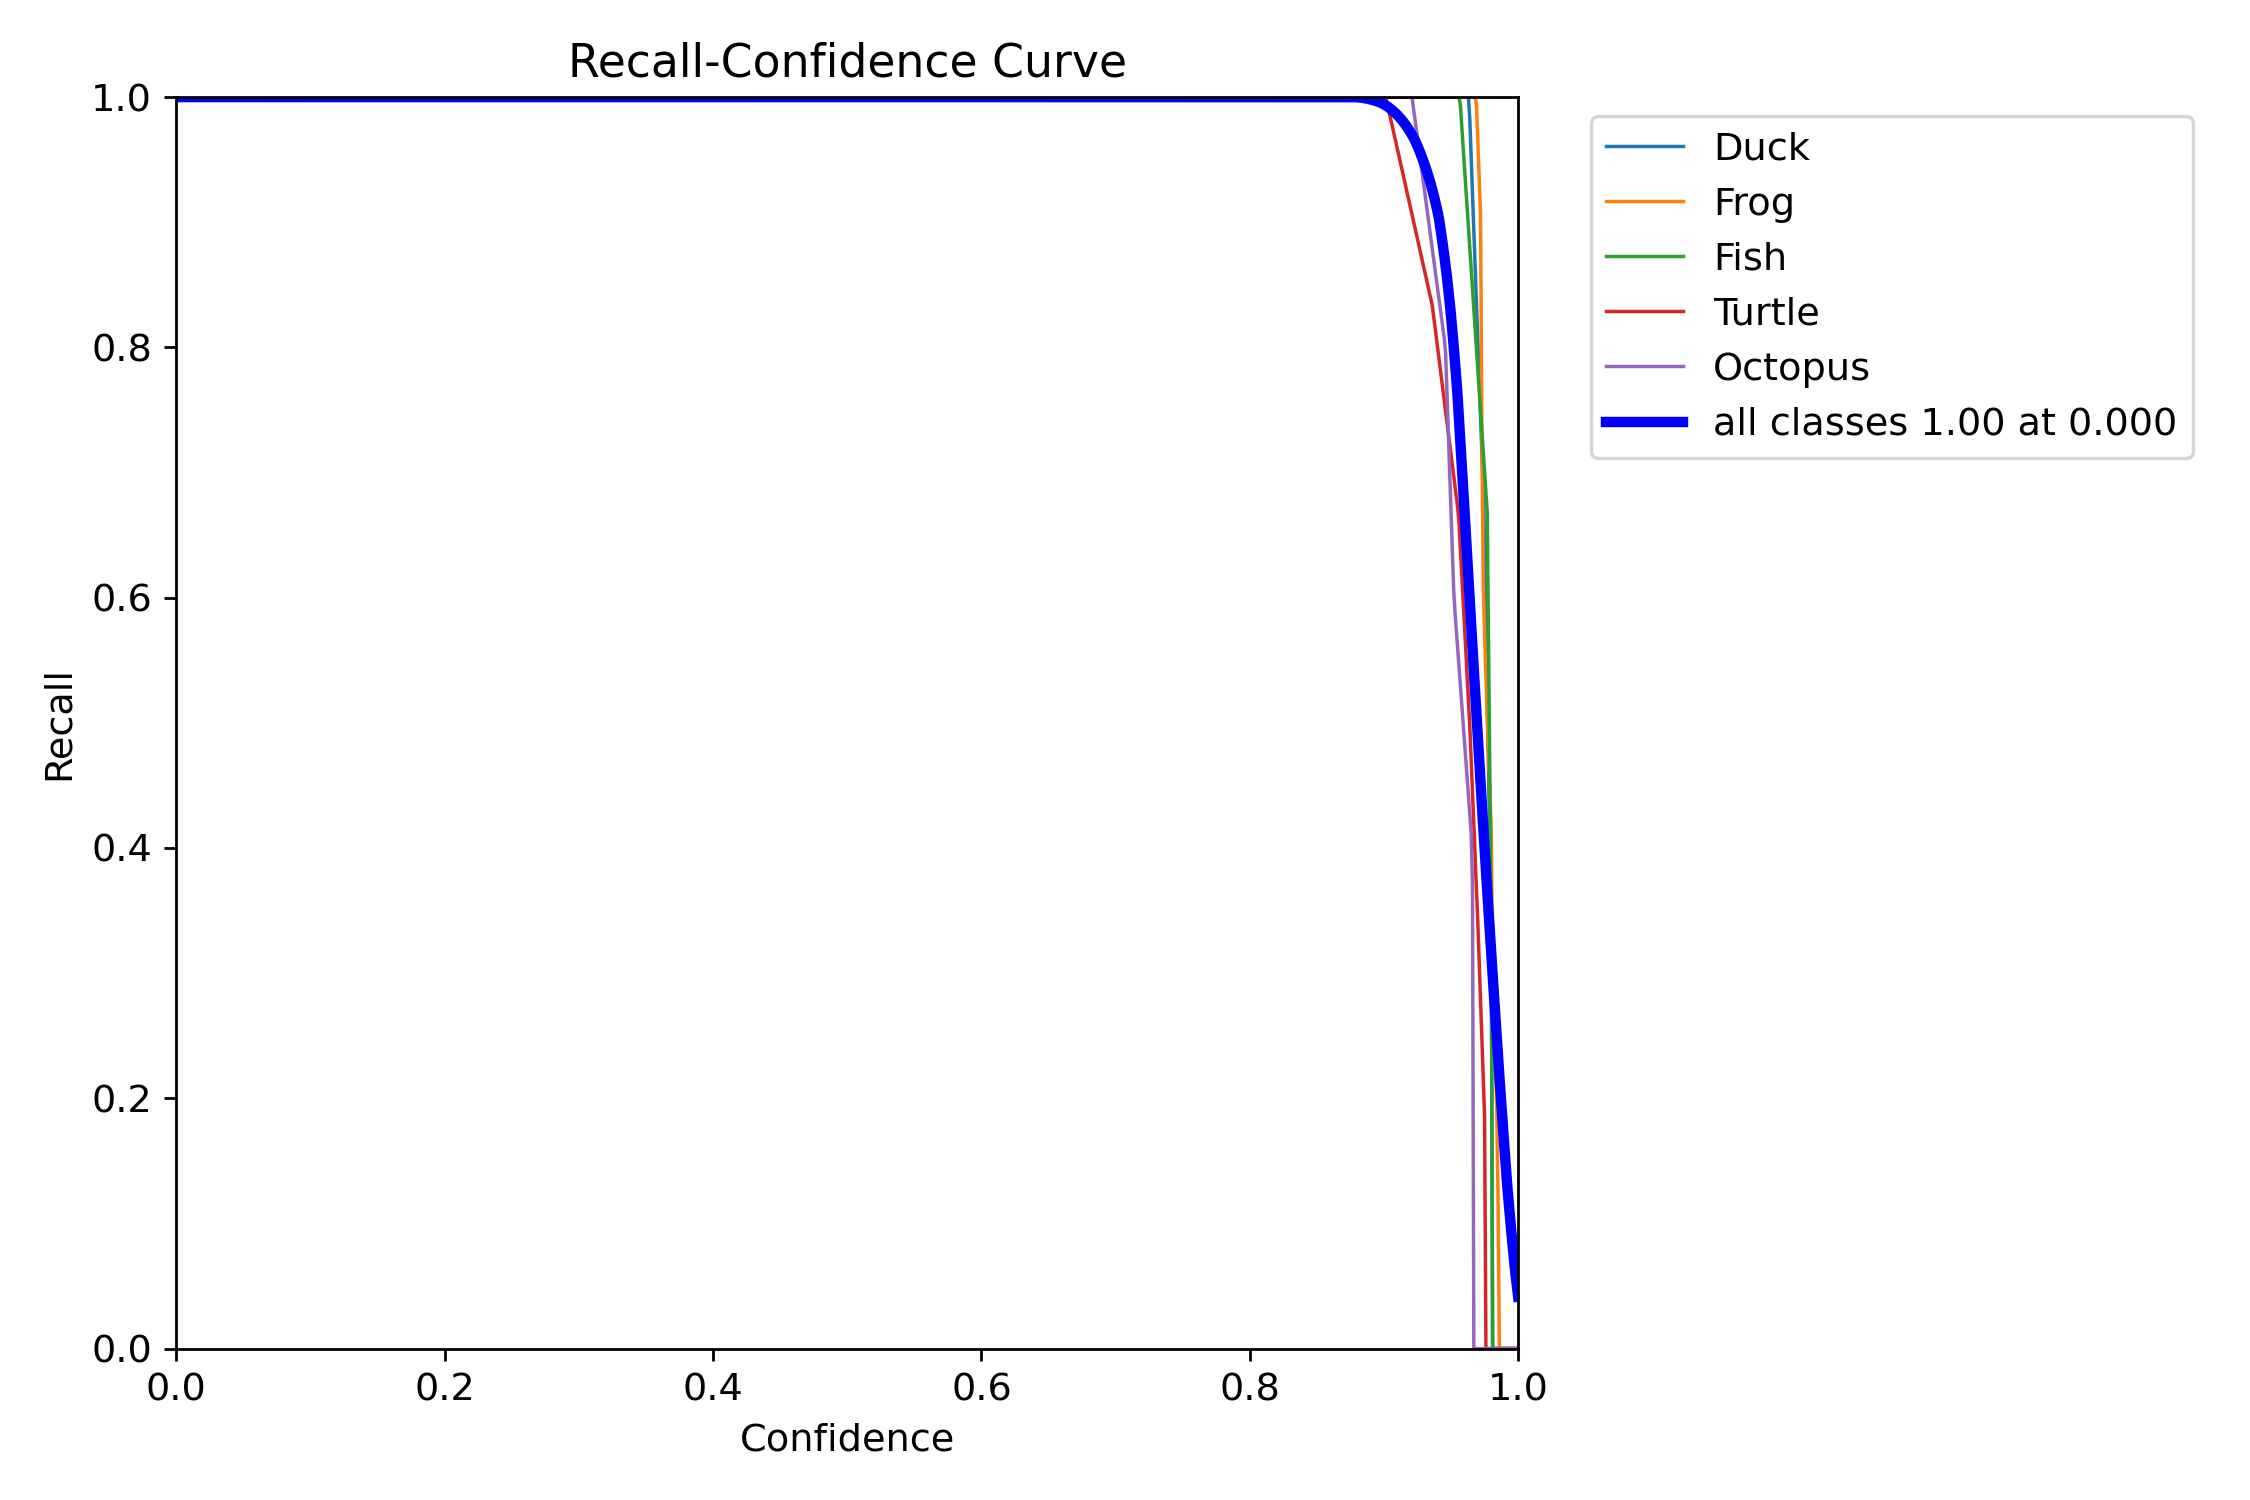 Recall-Confidence Curve
1.0
0.8
0.6
0.4
0.2
0.0
Recall
0.0 0.2 0.4 0.6 0.8 1.0
Confidence
Duck
Frog
Fish
Turtle
Octopus
all classes 1.00 at 0.000